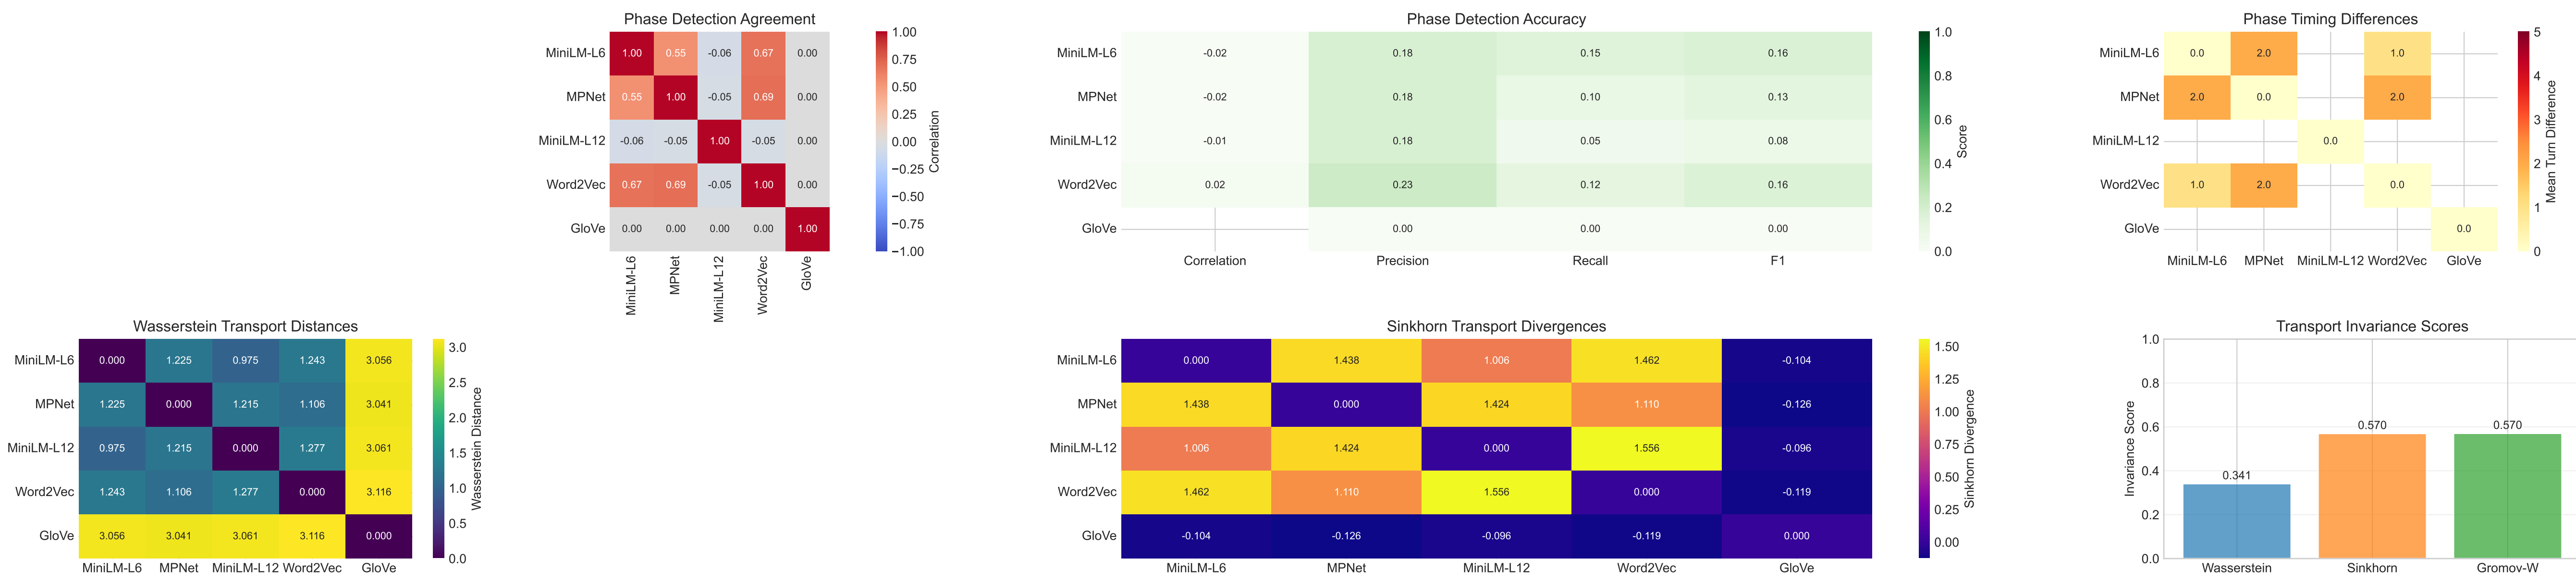 Phase Detection Agreement
MiniLM-L6 1.00 0.55 -0.06 0.67 0.00
MPNet 0.55 1.00 -0.05 0.69 0.00
MiniLM-L12 -0.06 -0.05 1.00 -0.05 0.00
Word2Vec 0.67 0.69 -0.05 1.00 0.00
GloVe 0.00 0.00 0.00 0.00 1.00
MiniLM-L6 MPNet MiniLM-L12 Word2Vec GloVe
1.00
0.75
0.50
0.25
0.00
−0.25
−0.50
−0.75
−1.00
Correlation
Phase Detection Accuracy
MiniLM-L6 -0.02 0.18 0.15 0.16
MPNet -0.02 0.18 0.10 0.13
MiniLM-L12 -0.01 0.18 0.05 0.08
Word2Vec 0.02 0.23 0.12 0.16
GloVe 0.00 0.00 0.00
Correlation Precision Recall F1
1.0
0.8
0.6
0.4
0.2
0.0
Score
Phase Timing Differences
MiniLM-L6 0.0 2.0 1.0
MPNet 2.0 0.0 2.0
MiniLM-L12 0.0
Word2Vec 1.0 2.0 0.0
GloVe 0.0
MiniLM-L6 MPNet MiniLM-L12 Word2Vec GloVe
5
4
3
2
1
0
Mean Turn Difference
Wasserstein Transport Distances
MiniLM-L6 0.000 1.225 0.975 1.243 3.056
MPNet 1.225 0.000 1.215 1.106 3.041
MiniLM-L12 0.975 1.215 0.000 1.277 3.061
Word2Vec 1.243 1.106 1.277 0.000 3.116
GloVe 3.056 3.041 3.061 3.116 0.000
MiniLM-L6 MPNet MiniLM-L12 Word2Vec GloVe
3.0
2.5
2.0
1.5
1.0
0.5
0.0
Wasserstein Distance
Sinkhorn Transport Divergences
MiniLM-L6 0.000 1.438 1.006 1.462 -0.104
MPNet 1.438 0.000 1.424 1.110 -0.126
MiniLM-L12 1.006 1.424 0.000 1.556 -0.096
Word2Vec 1.462 1.110 1.556 0.000 -0.119
GloVe -0.104 -0.126 -0.096 -0.119 0.000
MiniLM-L6 MPNet MiniLM-L12 Word2Vec GloVe
1.50
1.25
1.00
0.75
0.50
0.25
0.00
Sinkhorn Divergence
Transport Invariance Scores
1.0
0.8
0.6
0.4
0.2
0.0
Invariance Score
0.341 0.570 0.570
Wasserstein Sinkhorn Gromov-W